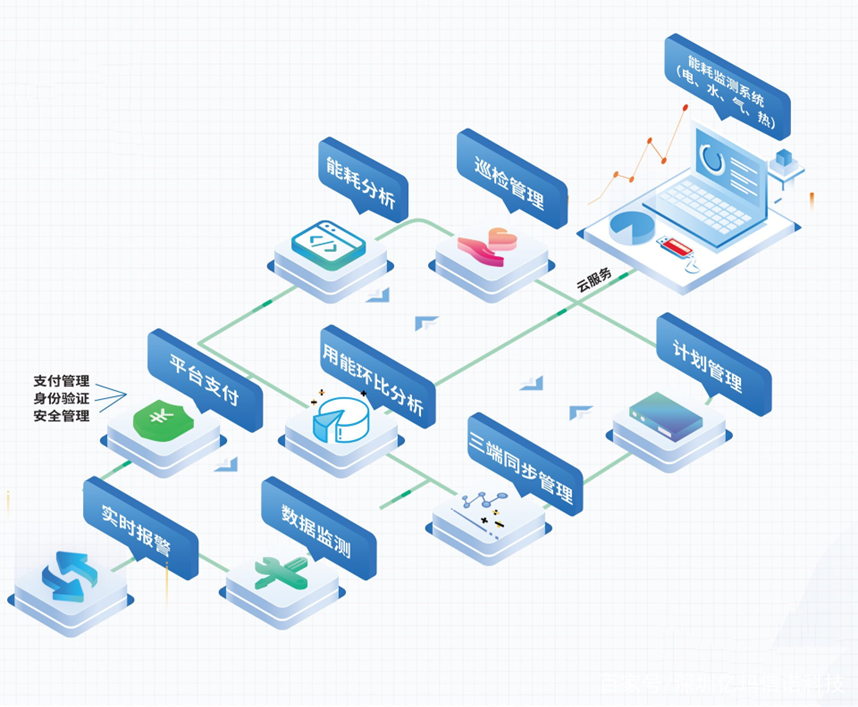 能耗监测系统
(电、水、气、热)
能耗分析
巡检管理
云服务
平台支付
用能环比分析
计划管理
支付管理
身份验证
安全管理
三端同步管理
实时报警
数据监测